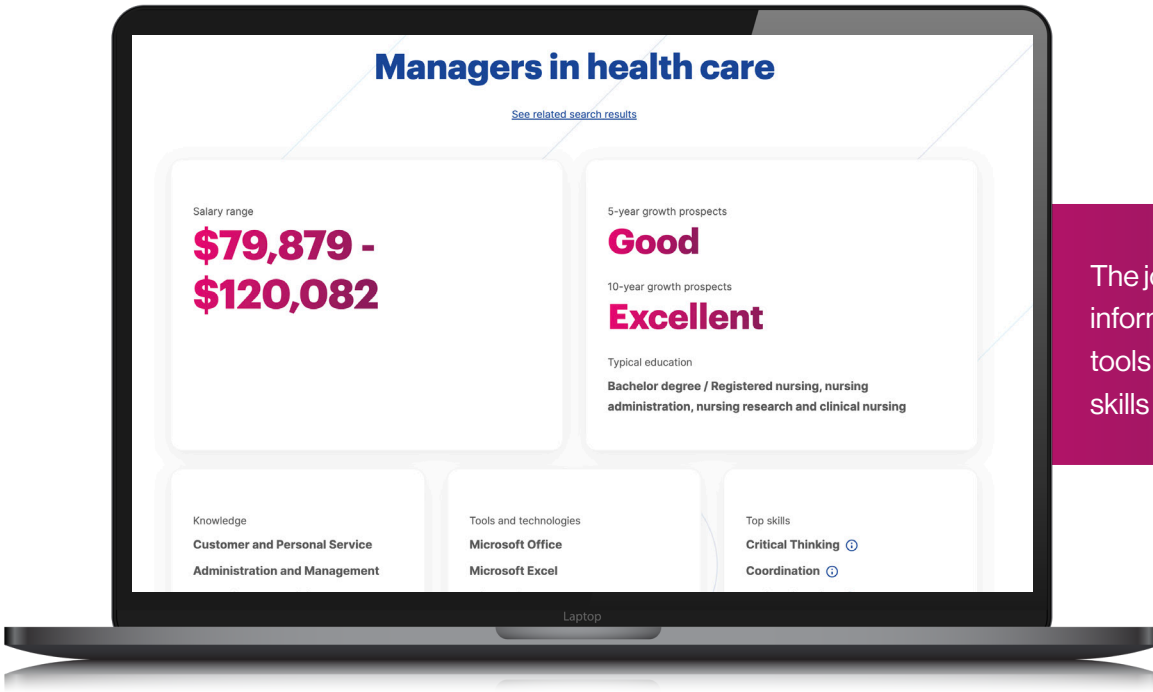 Managers in health care
See related search results
Salary range
$79,879 -
$120,082
5-year growth prospects
Good
10-year growth prospects
Excellent
Typical education
Bachelor degree / Registered nursing, nursing
administration, nursing research and clinical nursing
Knowledge
Customer and Personal Service
Administration and Management
Tools and technologies
Microsoft Office
Microsoft Excel
Top skills
Critical Thinking
Coordination
Laptop
The
tools
skills